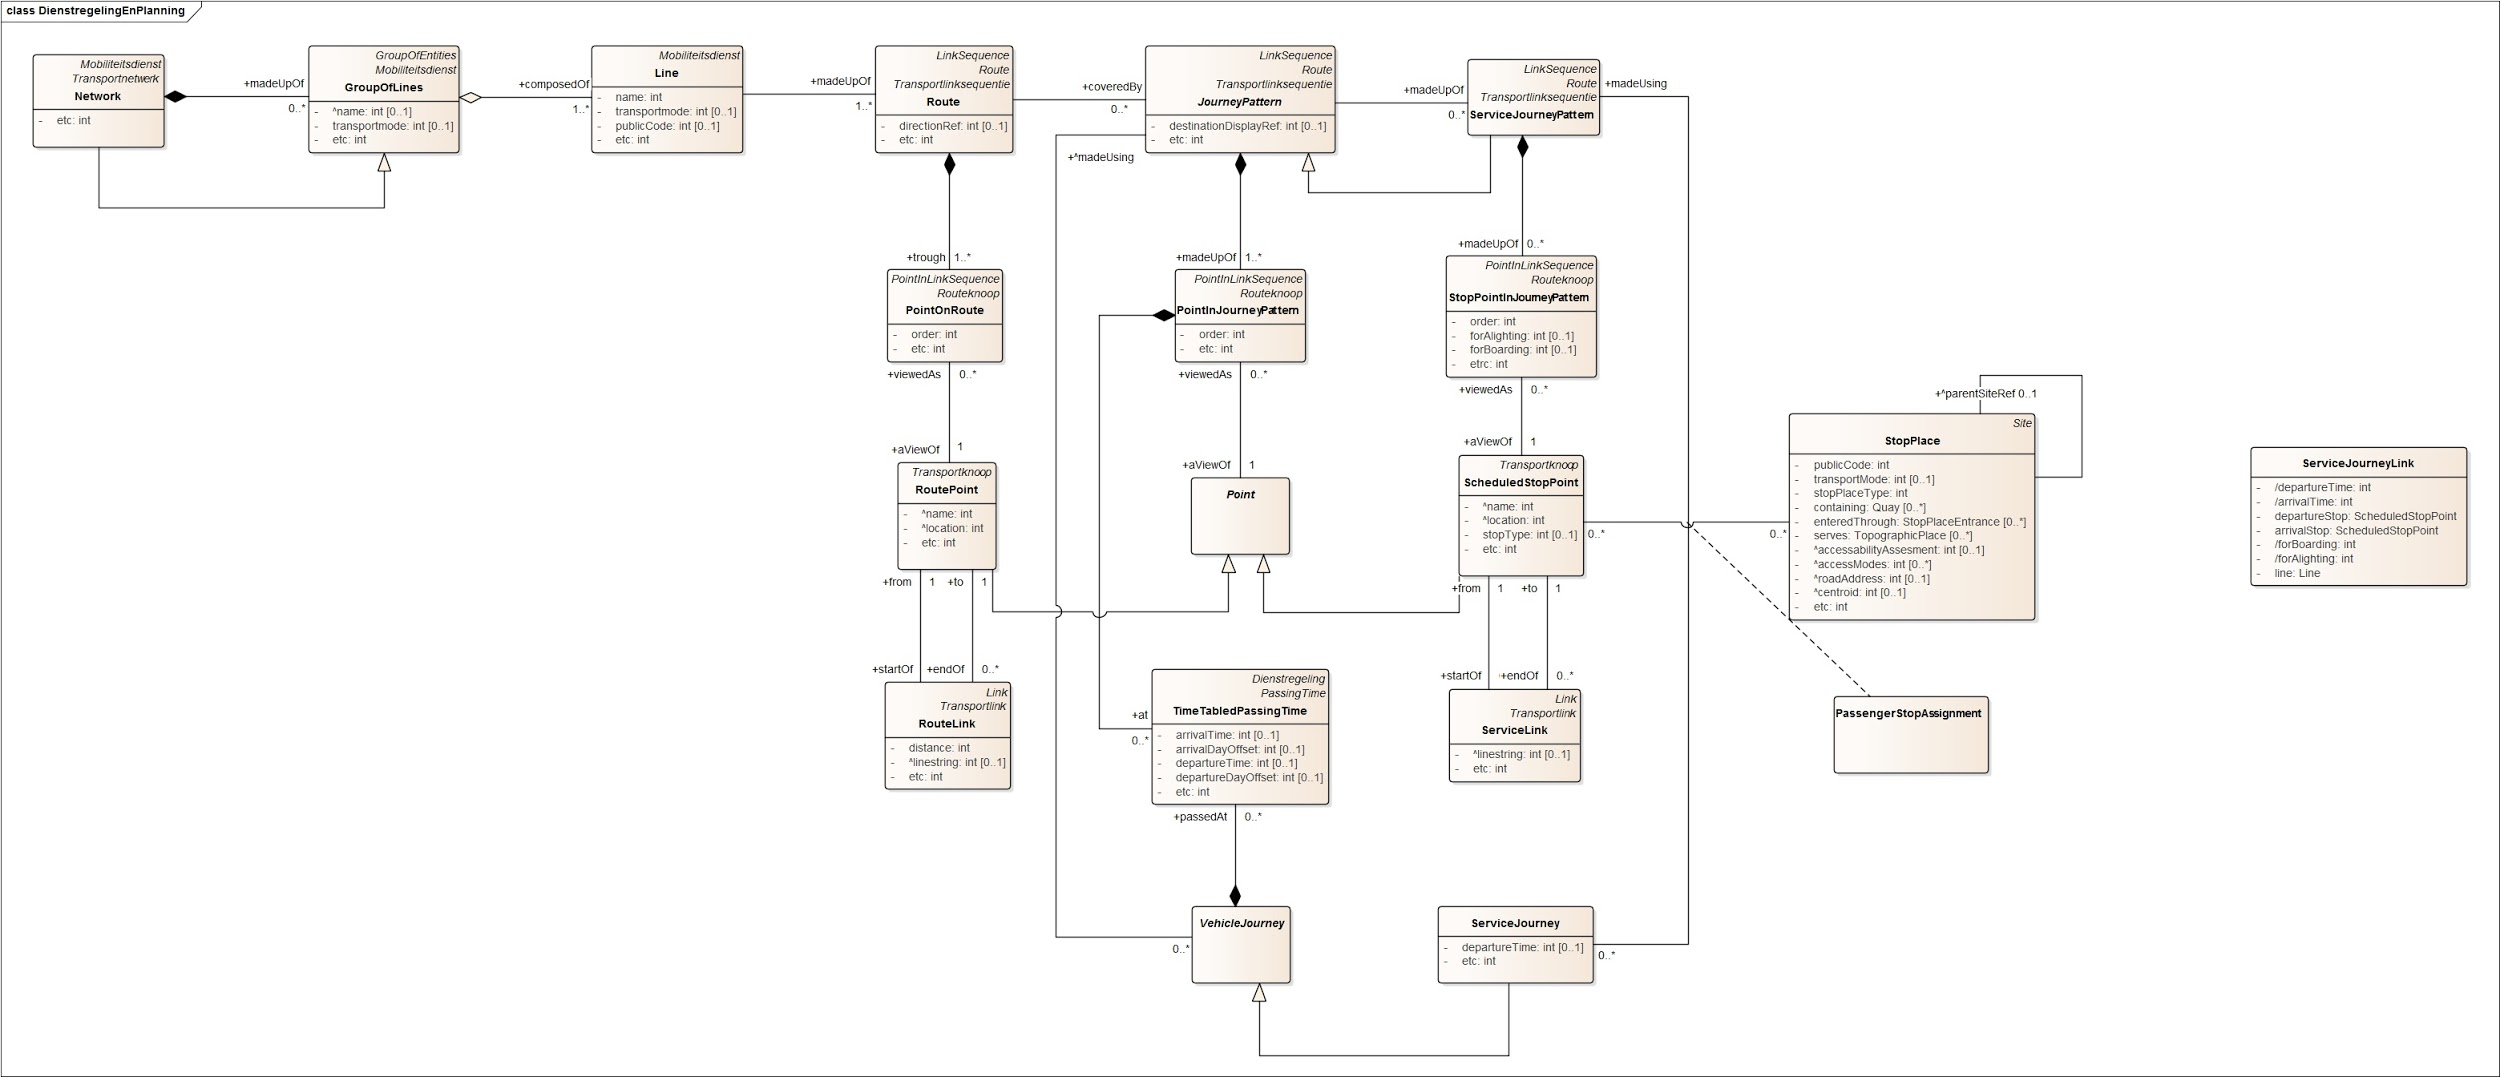 class DienstregelingEnPlanning
Mobiliteitsdienst
Transportnetwerk
Network
- etc: int
+madeUpOf
0..*
GroupOfEntities
Mobiliteitsdienst
GroupOfLines
- ^name: int [0..1]
- transportmode: int [0..1]
- etc: int
+composedOf
1..*
Mobiliteitsdienst
Line
- name: int
- transportmode: int [0..1]
- publicCode: int [0..1]
- etc: int
+madeUpOf
1..*
LinkSequence
Route
Transportlinksequentie
Route
- directionRef: int [0..1]
- etc: int
+coveredBy
0..*
LinkSequence
Route
Transportlinksequentie
JourneyPattern
- destinationDisplayRef: int [0..1]
- etc: int
+^madeUsing
+madeUpOf
0..*
LinkSequence
Route
Transportlinksequentie
ServiceJourneyPattern
+madeUsing
+trough 1..*
PointInLinkSequence
Routeknoop
PointOnRoute
- order: int
- etc: int
+viewedAs 0..*
+aViewOf 1
Transportknoop
RoutePoint
- ^name: int
- ^location: int
- etc: int
+from 1 +to 1
+startOf +endOf 0..*
Link
Transportlink
RouteLink
- distance: int
- ^linestring: int [0..1]
- etc: int
+madeUpOf 1..*
PointInLinkSequence
Routeknoop
PointInJourneyPattern
- order: int
- etc: int
+viewedAs 0..*
+aViewOf 1
Point
+at
0..*
Dienstregeling
PassingTime
TimeTabledPassingTime
- arrivalTime: int [0..1]
- arrivalDayOffset: int [0..1]
- departureTime: int [0..1]
- departureDayOffset: int [0..1]
- etc: int
+passedAt 0..*
VehicleJourney
0..*
+madeUpOf 0..*
PointInLinkSequence
Routeknoop
StopPointInJourneyPattern
- order: int
- forAlighting: int [0..1]
- forBoarding: int [0..1]
- etrc: int
+viewedAs 0..*
+aViewOf 1
Transportknoop
ScheduledStopPoint
- ^name: int
- ^location: int
- stopType: int [0..1]
- etc: int
0..*
0..*
+from 1 +to 1
+startOf +endOf 0..*
Link
Transportlink
ServiceLink
- ^linestring: int [0..1]
- etc: int
ServiceJourney
- departureTime: int [0..1]
- etc: int
0..*
+^parentSiteRef 0..1
Site
StopPlace
- publicCode: int
- transportMode: int [0..1]
- stopPlaceType: int
- containing: Quay [0..*]
- enteredThrough: StopPlaceEntrance [0..*]
- serves: TopographicPlace [0..*]
- ^accessabilityAssesment: int [0..1]
- ^accessModes: int [0..*]
- ^roadAddress: int [0..1]
- ^centroid: int [0..1]
- etc: int
PassengerStopAssignment
ServiceJourneyLink
- /departureTime: int
- /arrivalTime: int
- departureStop: ScheduledStopPoint
- arrivalStop: ScheduledStopPoint
- /forBoarding: int
- /forAlighting: int
- line: Line